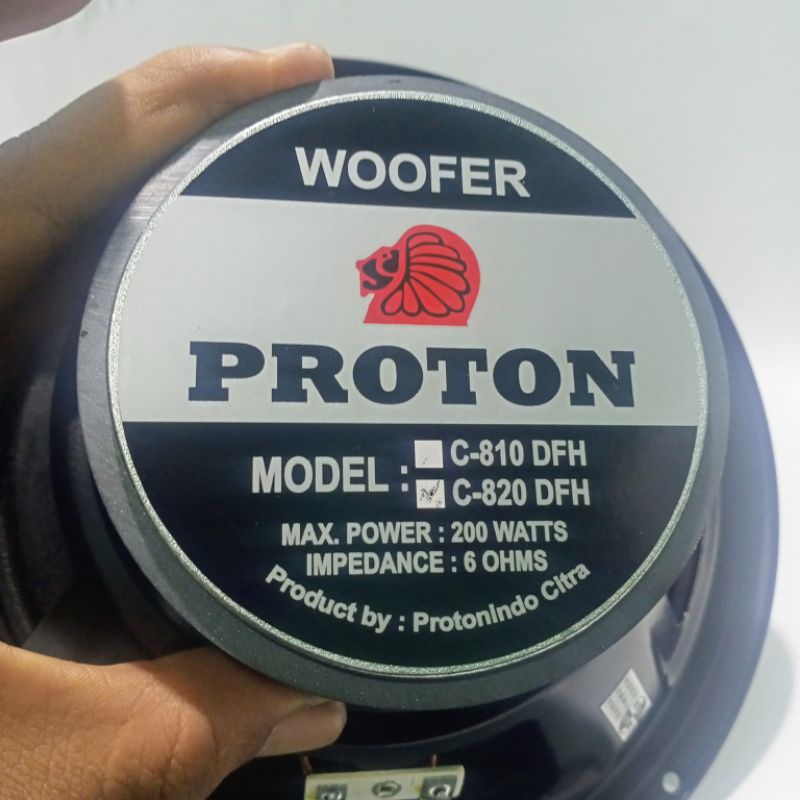 WOOFER
PROTON
MODEL : C-810 DFH
C-820 DFH
MAX. POWER : 200 WATTS
IMPEDANCE : 6 OHMS
Product by : Protonindo Citra